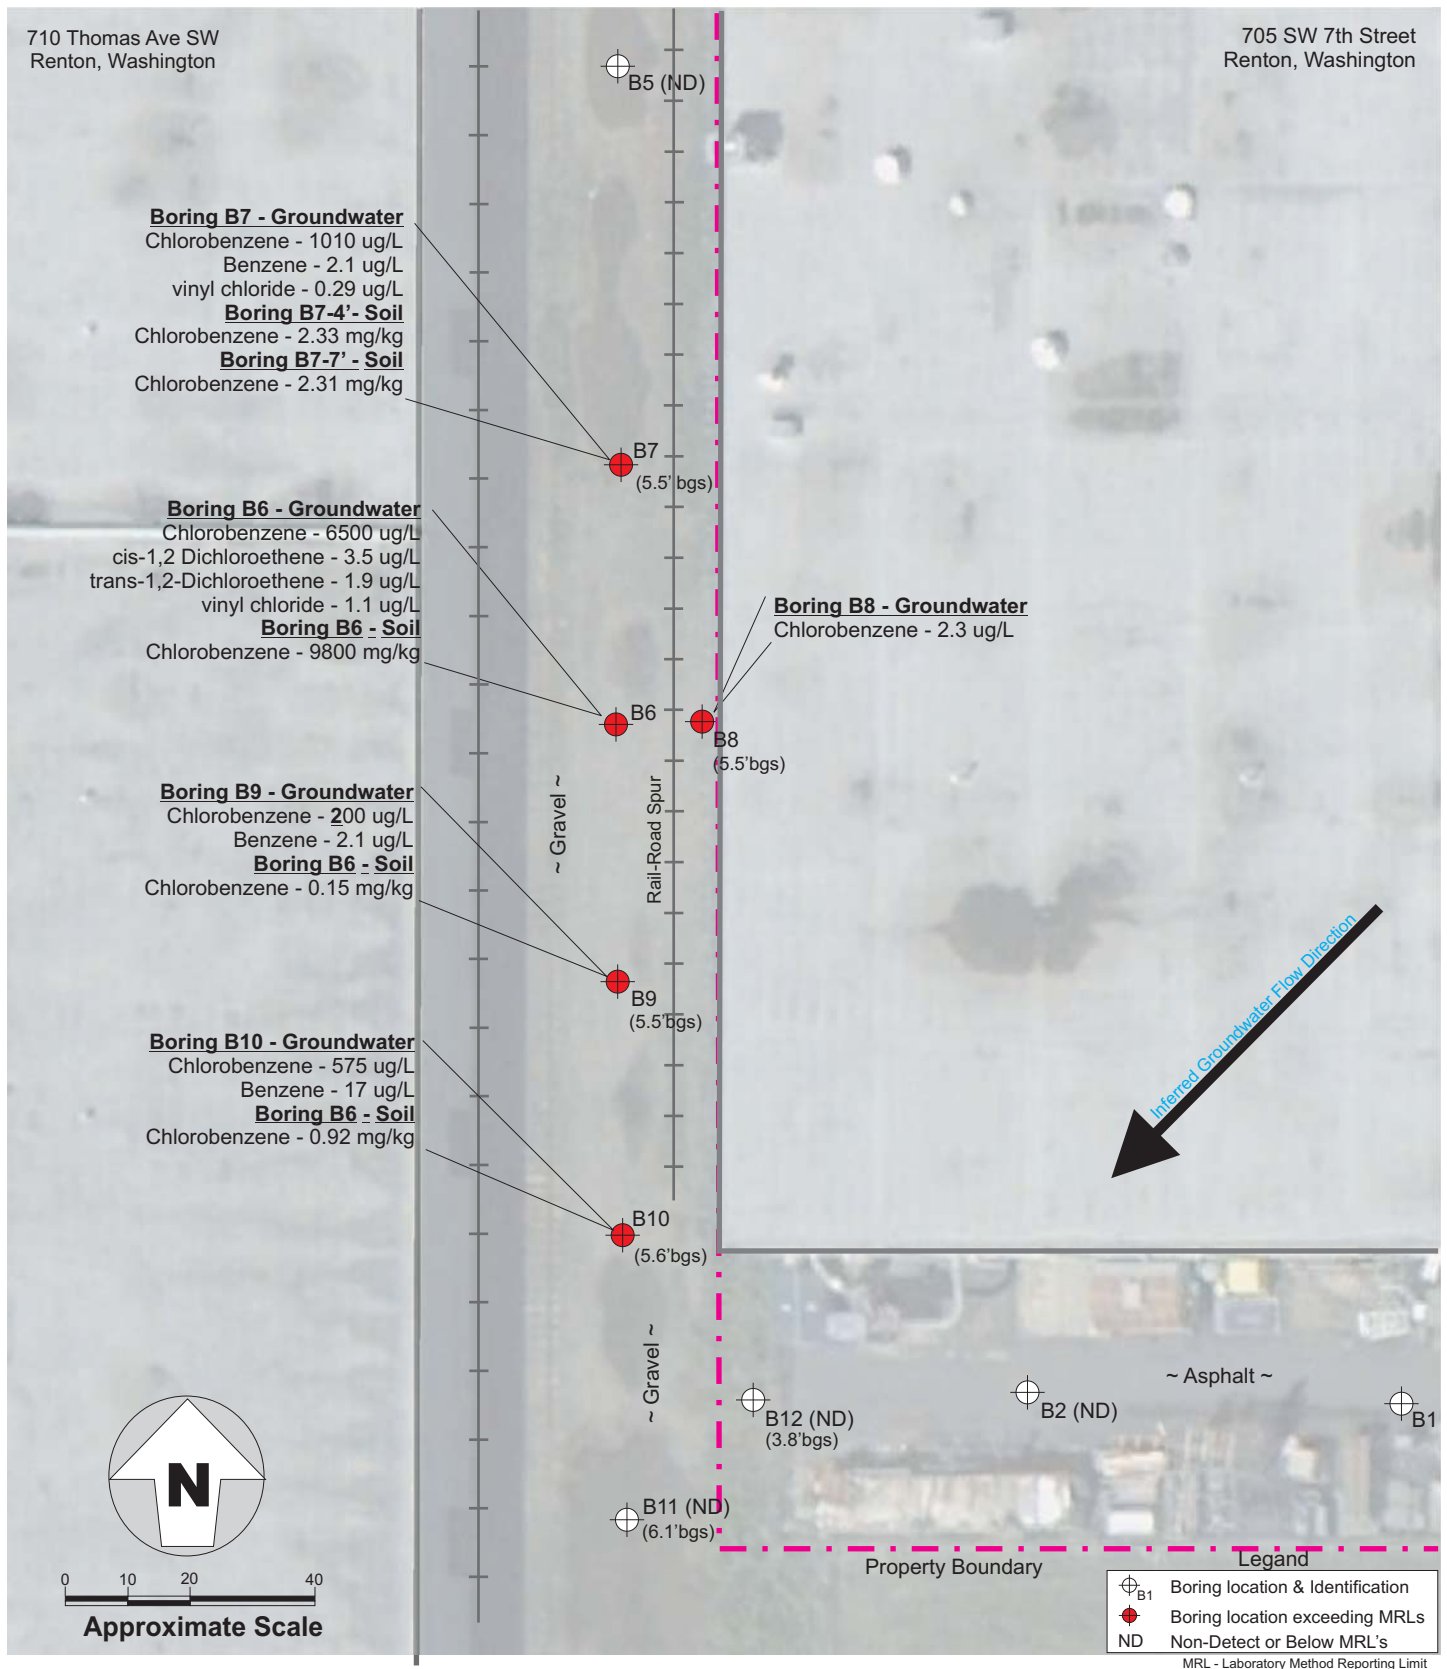 710 Thomas Ave SW
Renton, Washington
705 SW 7th Street
Renton, Washington
B5 (ND)
Boring B7 - Groundwater
Chlorobenzene - 1010 ug/L
Benzene - 2.1 ug/L
vinyl chloride - 0.29 ug/L
Boring B7-4’- Soil
Chlorobenzene - 2.33 mg/kg
Boring B7-7’ - Soil
Chlorobenzene - 2.31 mg/kg
B7
(5.5’ bgs)
Boring B6 - Groundwater
Chlorobenzene - 6500 ug/L
cis-1,2 Dichloroethene - 3.5 ug/L
trans-1,2-Dichloroethene - 1.9 ug/L
vinyl chloride - 1.1 ug/L
Boring B6 - Soil
Chlorobenzene - 9800 mg/kg
Boring B8 - Groundwater
Chlorobenzene - 2.3 ug/L
B6
B8
(5.5’bgs)
~ Gravel ~
Rail-Road Spur
Boring B9 - Groundwater
Chlorobenzene - 200 ug/L
Benzene - 2.1 ug/L
Boring B6 - Soil
Chlorobenzene - 0.15 mg/kg
B9
(5.5’bgs)
Inferred Groundwater Flow Direction
Boring B10 - Groundwater
Chlorobenzene - 575 ug/L
Benzene - 17 ug/L
Boring B6 - Soil
Chlorobenzene - 0.92 mg/kg
B10
(5.6’bgs)
~ Gravel ~
~ Asphalt ~
B12 (ND)
(3.8’bgs)
B2 (ND)
B1
B11 (ND)
(6.1’bgs)
N
0 10 20 40
Approximate Scale
Property Boundary
Legand
B1 Boring location & Identification
Boring location exceeding MRLs
ND Non-Detect or Below MRL’s
MRL - Laboratory Method Reporting Limit